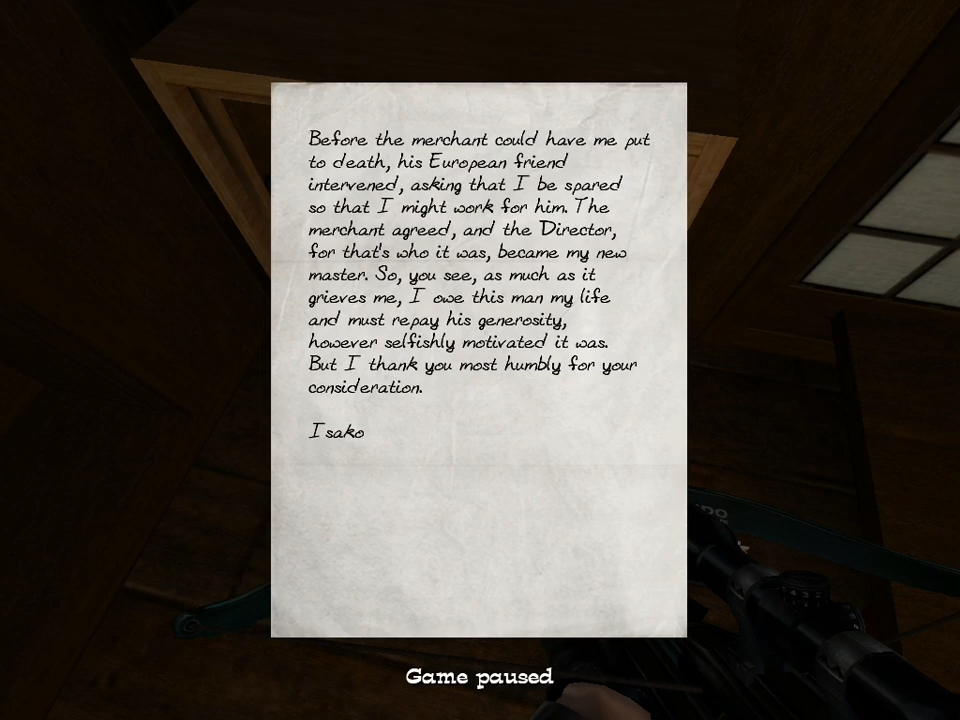 Before the merchant could have me put
to death, his European friend
intervened, asking that I be spared
so that I might work for him. The
merchant agreed, and the Director,
for that's who it was, became my new
master. So, you see, as much as it
grieves me, I owe this man my life
and must repay his generosity,
however selfishly motivated it was.
But I thank you most humbly for your
consideration.
Isako
Game paused